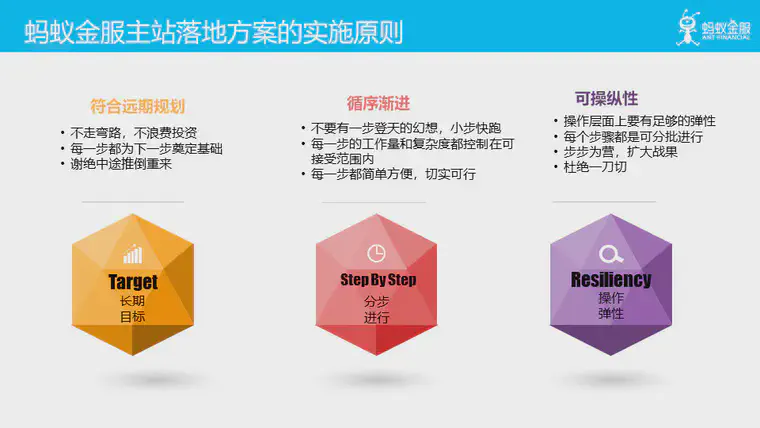 蚂蚁金服主站落地方案的实施原则
蚂蚁金服
ANT FINANCIAL
符合远期规划
• 不走弯路，不浪费投资
• 每一步都为下一步奠定基础
• 谢绝中途推倒重来
循序渐进
• 不要有一步登天的幻想，小步快跑
• 每一步的工作量和复杂度都控制在可
接受范围内
• 每一步都简单方便，切实可行
可操纵性
• 操作层面上要有足够的弹性
• 每个步骤都是可分批进行
• 步步为营，扩大战果
• 杜绝一刀切
Target
长期
目标
Step By Step
分步
进行
Resiliency
操作
弹性